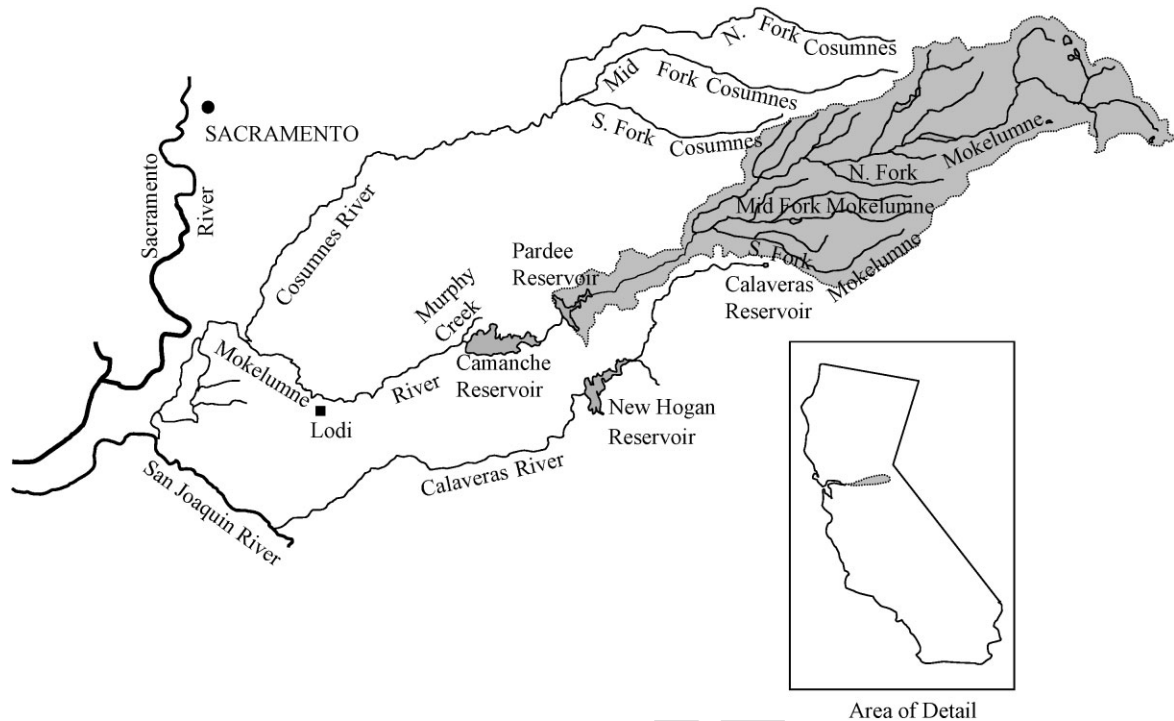 N. Fork Cosumnes
Mid Fork Cosumnes
S. Fork Cosumnes
SACRAMENTO
Sacramento River
Cosumnes River
N. Fork Mokelumne
Mid Fork Mokelumne
S. Fork Mokelumne
Pardee
Reservoir
Calaveras
Reservoir
Murphy
Creek
Camanche
Reservoir
Mokelumne River
Lodi
New Hogan
Reservoir
Calaveras River
San Joaquin River
Area of Detail